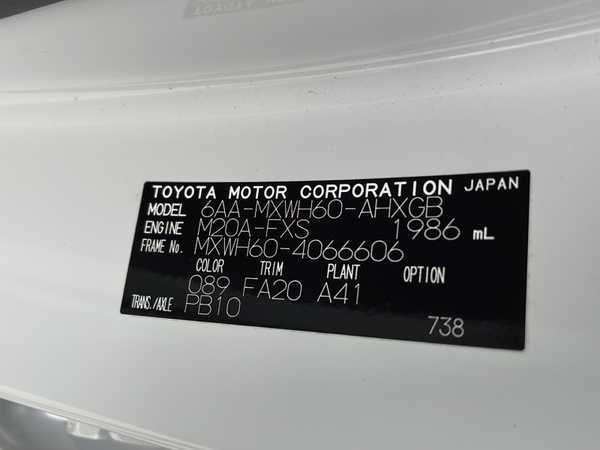 TOYOTA MOTOR CORPORATION JAPAN
MODEL 6AA-MXWH60-AHXGB
ENGINE M20A-FXS 1986 mL
FRAME No. MXWH60-4066606
COLOR TRIM PLANT OPTION
089 FA20 A41
TRANS./AXLE PB10
738